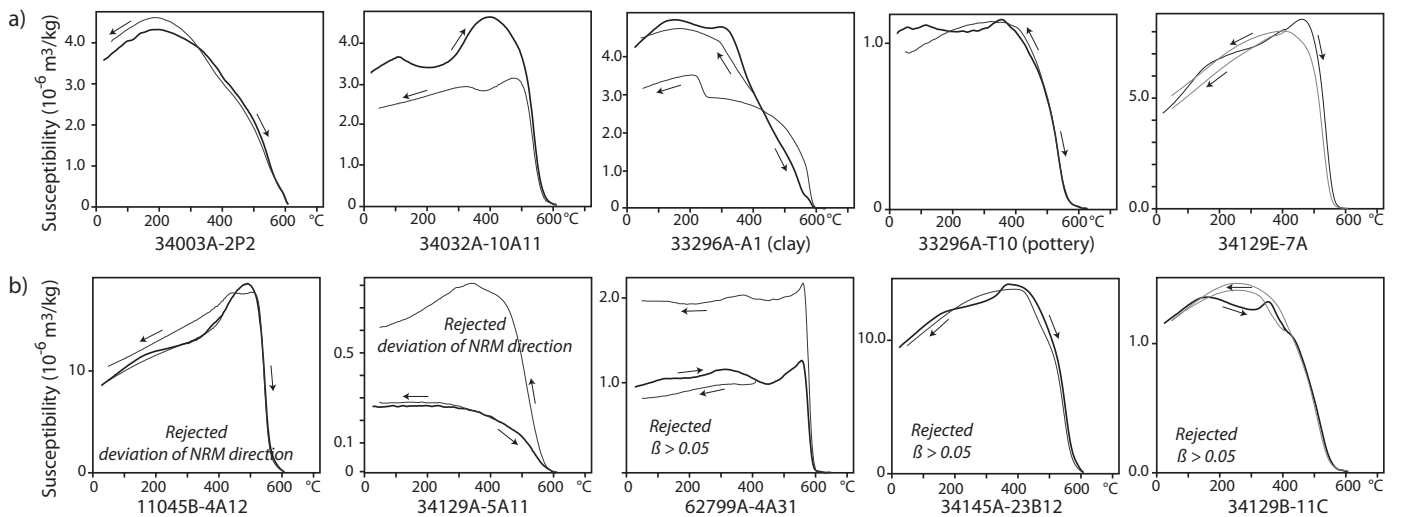 a)
Susceptibility (10⁻⁶ m³/kg)
4.0
3.0
2.0
1.0
0
0 200 400 600 °C
34003A-2P2
4.0
3.0
2.0
1.0
0
0 200 400 600 °C
34032A-10A11
4.0
3.0
2.0
1.0
0
0 200 400 600 °C
33296A-A1 (clay)
1.0
0
0 200 400 600 °C
33296A-T10 (pottery)
5.0
0.0
0 200 400 600 °C
34129E-7A
b)
Susceptibility (10⁻⁶ m³/kg)
10
0
Rejected
deviation of NRM direction
0 200 400 600 °C
11045B-4A12
Rejected
deviation of NRM direction
0.5
0.1
0
0 200 400 600 °C
34129A-5A11
2.0
1.0
0
Rejected
ß > 0.05
0 200 400 600 °C
62799A-4A31
10.0
0
Rejected
ß > 0.05
0 200 400 600 °C
34145A-23B12
1.0
0.0
Rejected
ß > 0.05
0 200 400 600 °C
34129B-11C